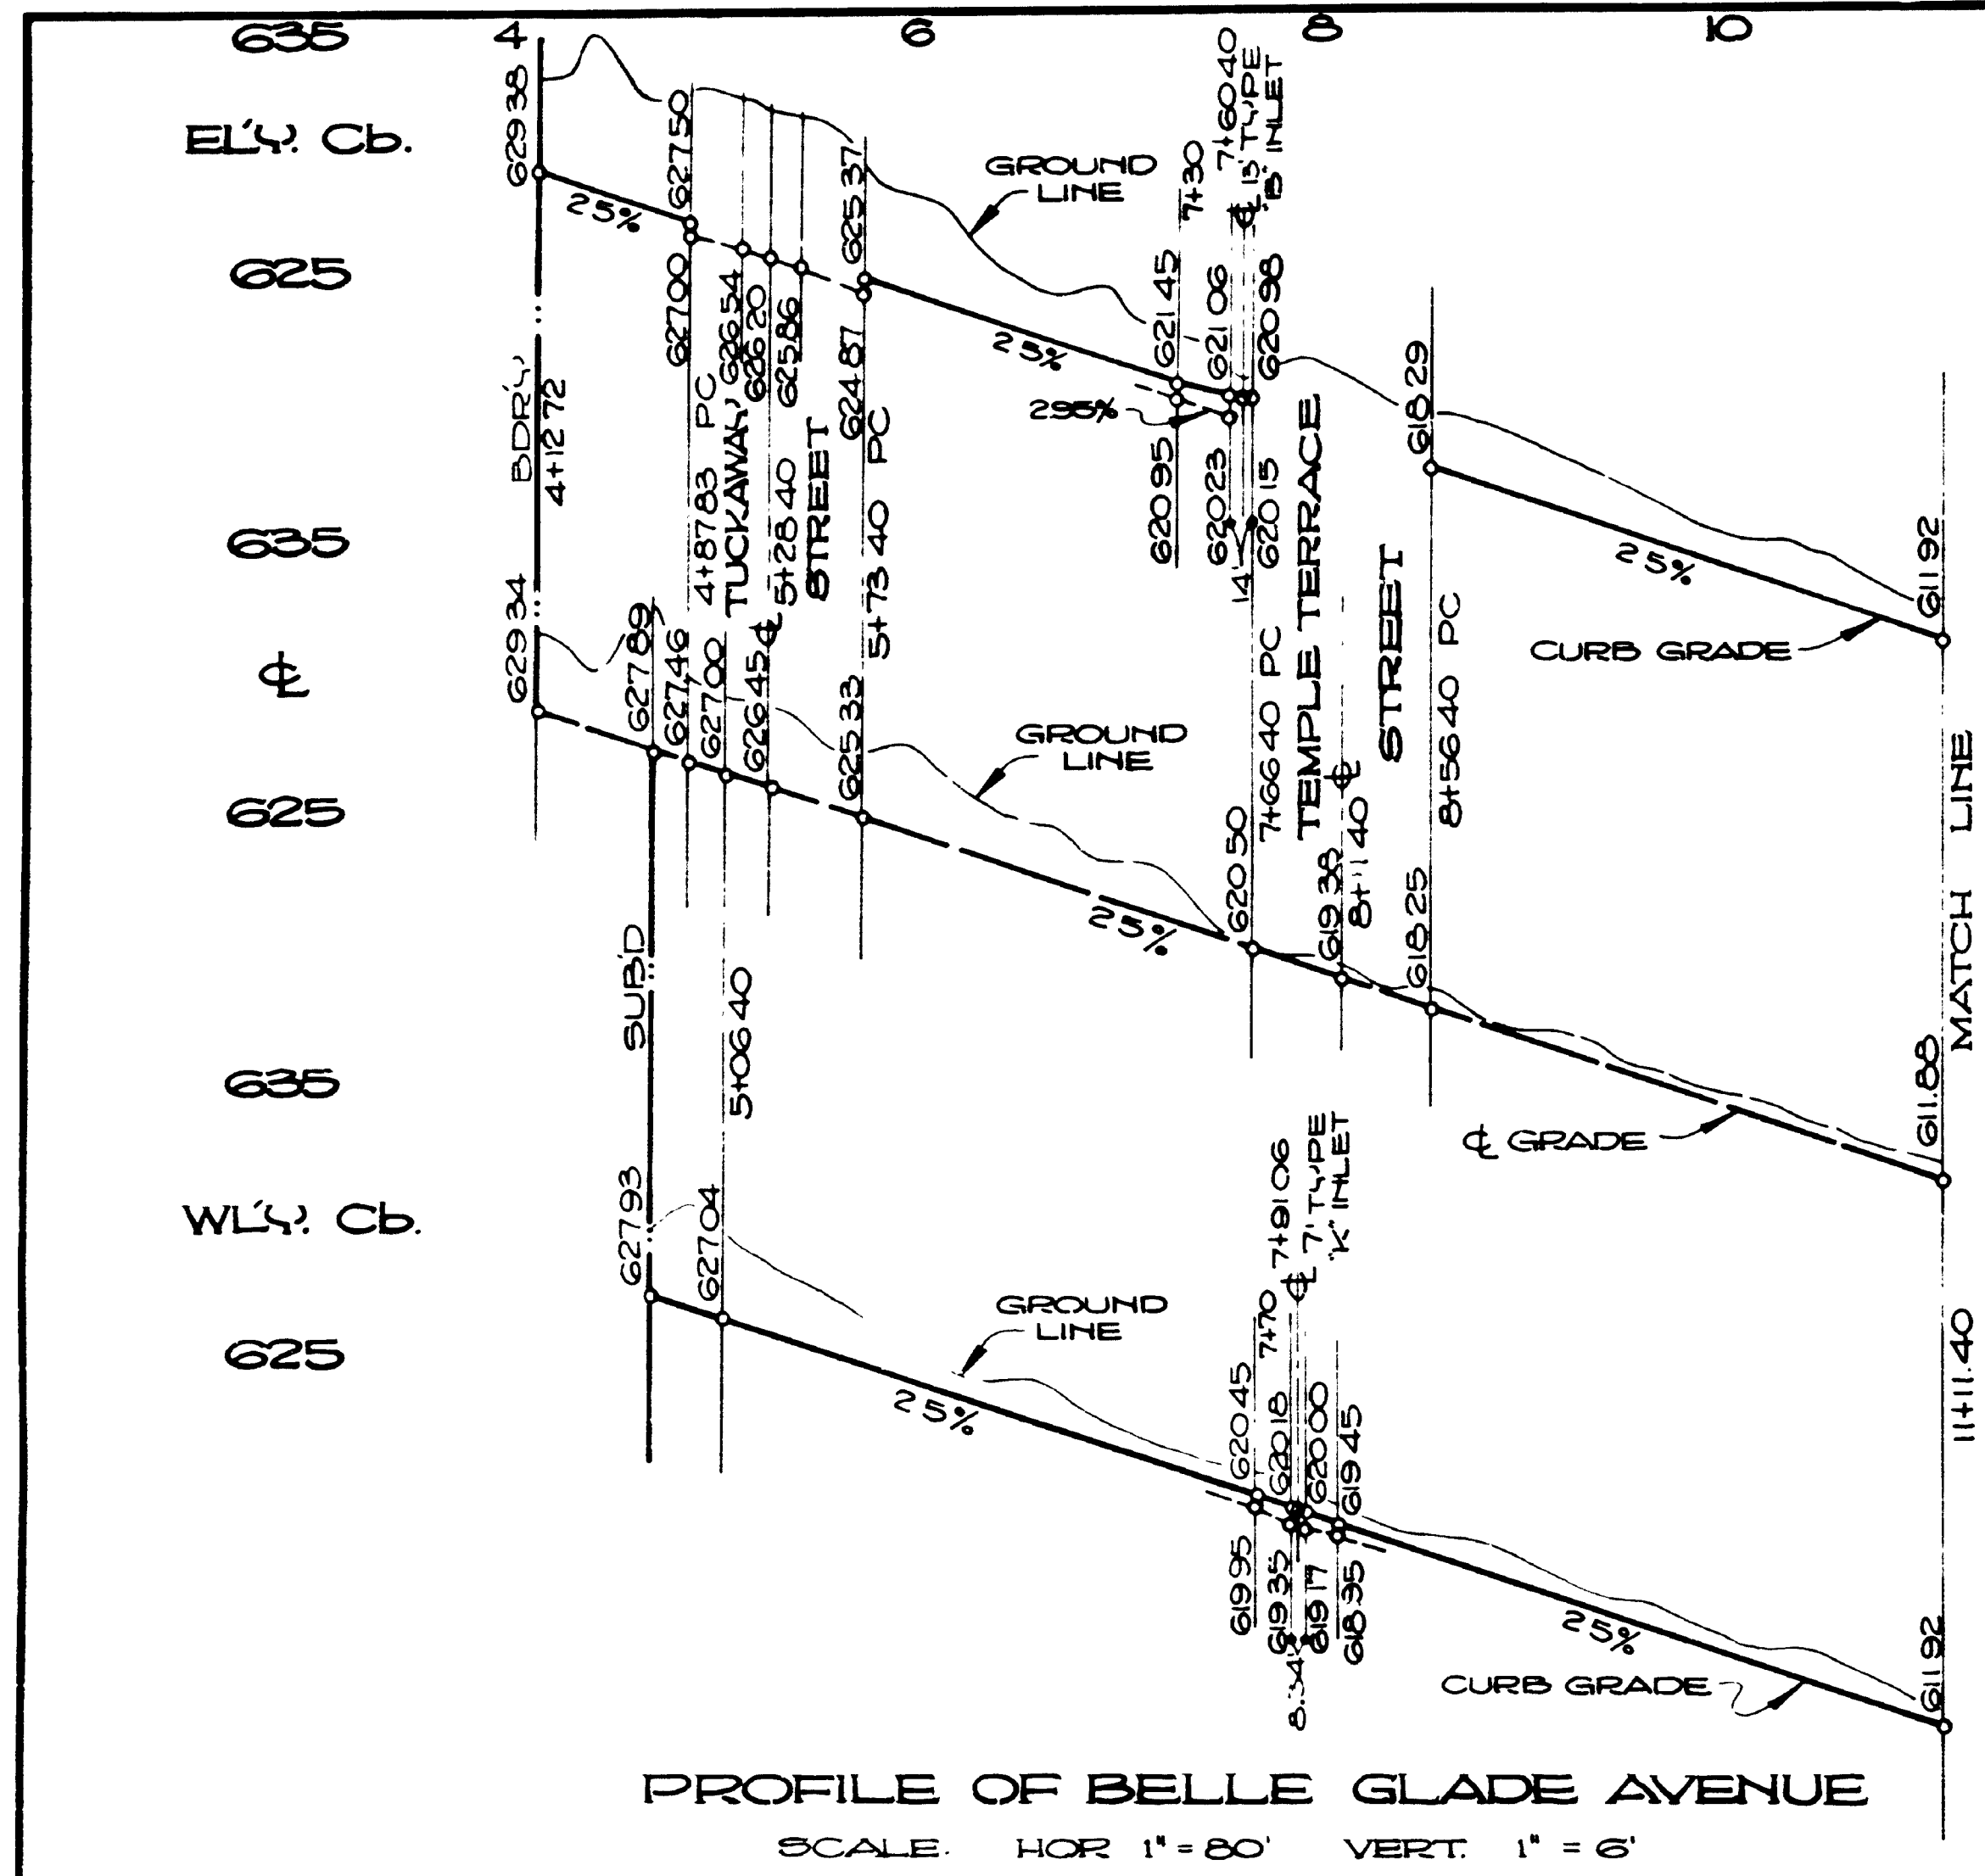 635
4
6
8
10
EL'Y. Cb.
629 38
25%
627 50
627 00
626 54
626 20
625 86
625 37
624 87
GROUND
LINE
25%
7+30
7+60 40
℄ 13' TYPE
"B" INLET
621 45
621 06
620 98
295%
620 95
620 23
620 15
14'
618 29
25%
611 92
CURB GRADE
625
BDR'Y
4+12 72
4+87 83 PC
TUCKAWAY
STREET
5+28 40
℄
5+73 40 PC
7+66 40 PC
TEMPLE TERRACE
STREET
8+11 40
℄
8+56 40 PC
635
℄
629 34
627 89
627 46
627 00
626 45
625 33
GROUND
LINE
25%
620 50
619 38
618 25
611.88
℄ GRADE
MATCH LINE
625
SUB'D
5+06 40
635
WL'Y. Cb.
627 93
627 04
GROUND
LINE
25%
7+70
7+81 06
℄ 7' TYPE
"K" INLET
620 45
620 18
620 00
619 45
619 95
619 35
619 17
618 95
8.34'
25%
CURB GRADE
611 92
11+11.40
625
PROFILE OF BELLE GLADE AVENUE
SCALE. HOR 1" = 80' VERT. 1" = 6'